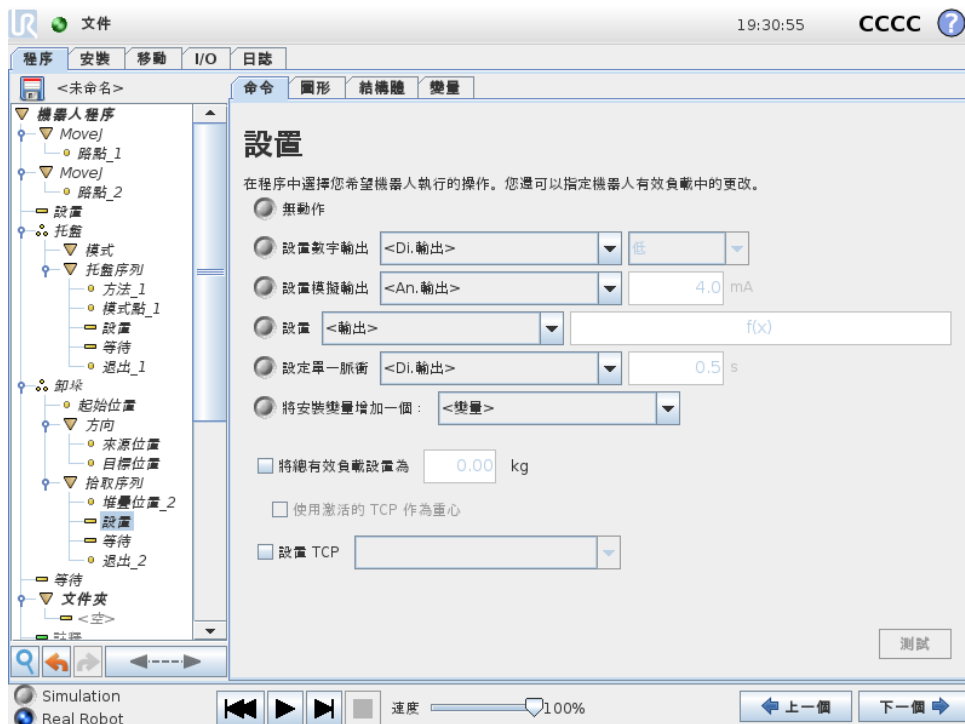 UR 文件 19:30:55 CCCC ?
程序 安裝 移動 I/O 日誌
<未命名> 命令 圖形 結構體 變量
機器人程序
MoveJ
路點_1
MoveJ
路點_2
設置
托盤
模式
托盤序列
方法_1
模式點_1
設置
等待
退出_1
卸垛
起始位置
方向
來源位置
目標位置
拾取序列
堆疊位置_2
設置
等待
退出_2
等待
文件夾
<空>
註釋
設置
在程序中選擇您希望機器人執行的操作。您還可以指定機器人有效負載中的更改。
無動作
設置數字輸出 <Di.輸出> 低
設置模擬輸出 <An.輸出> 4.0 mA
設置 <輸出> f(x)
設定單一脈衝 <Di.輸出> 0.5 s
將安裝變量增加一個： <變量>
將總有效負載設置為 0.00 kg
使用激活的 TCP 作為重心
設置 TCP
測試
Simulation
Real Robot
速度 100%
上一個 下一個